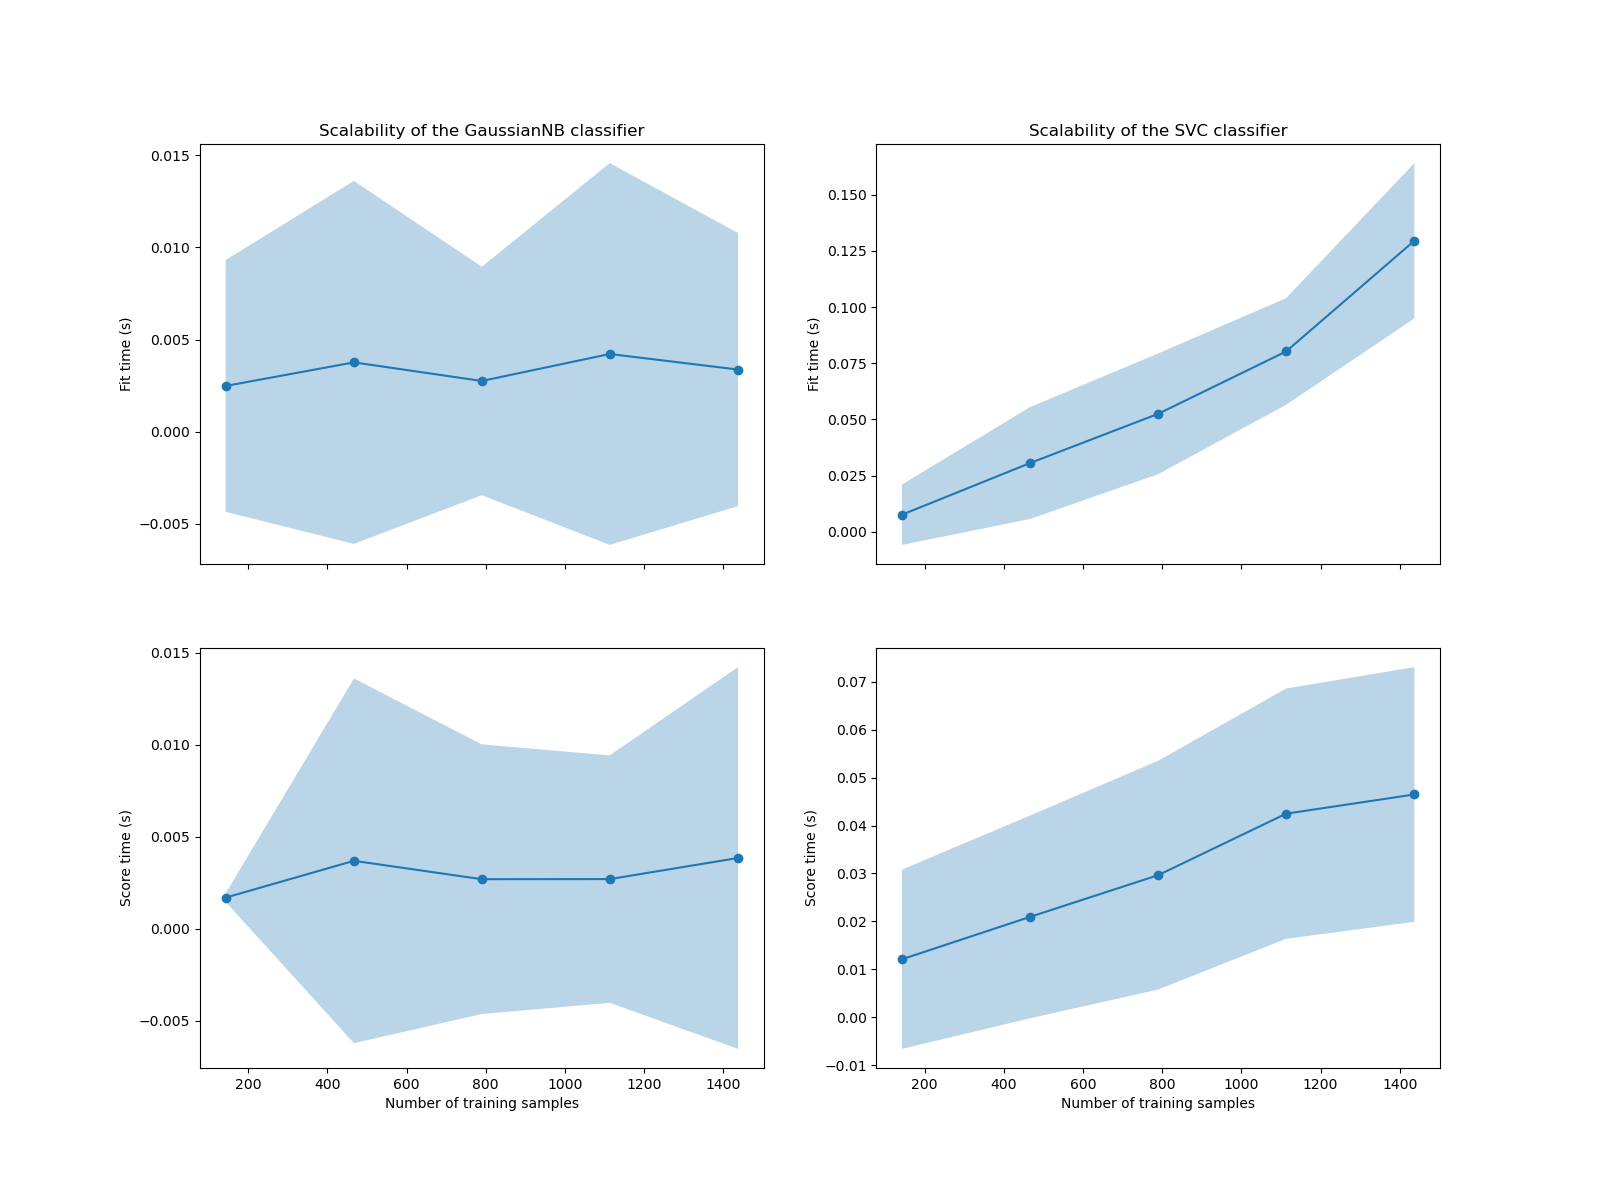 Scalability of the GaussianNB classifier
0.015
0.010
0.005
0.000
−0.005
Fit time (s)
Scalability of the SVC classifier
0.150
0.125
0.100
0.075
0.050
0.025
0.000
Fit time (s)
0.015
0.010
0.005
0.000
−0.005
Score time (s)
200 400 600 800 1000 1200 1400
Number of training samples
0.07
0.06
0.05
0.04
0.03
0.02
0.01
0.00
−0.01
Score time (s)
200 400 600 800 1000 1200 1400
Number of training samples